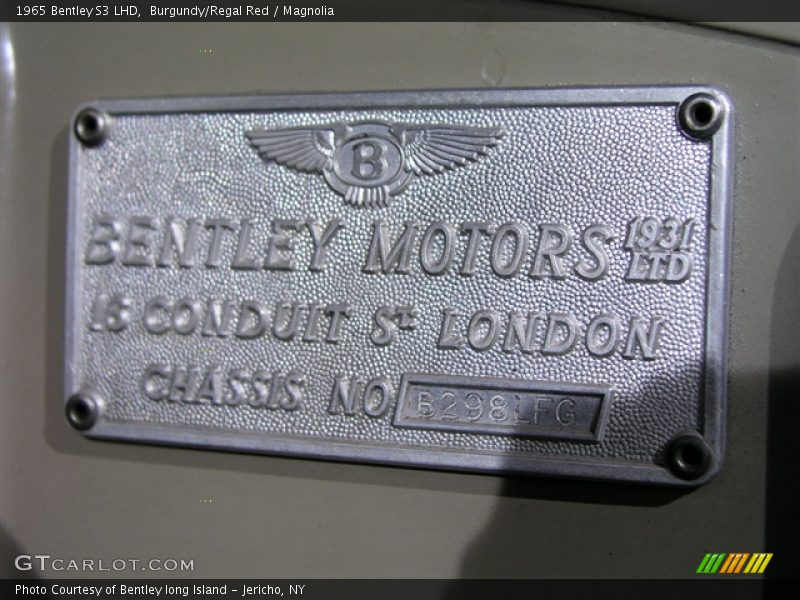 1965 Bentley S3 LHD,  Burgundy/Regal Red / Magnolia
B
BENTLEY MOTORS 1931 LTD
16 CONDUIT ST LONDON
CHASSIS NO B298LFG
GTCARLOT.COM
Photo Courtesy of Bentley long Island - Jericho, NY